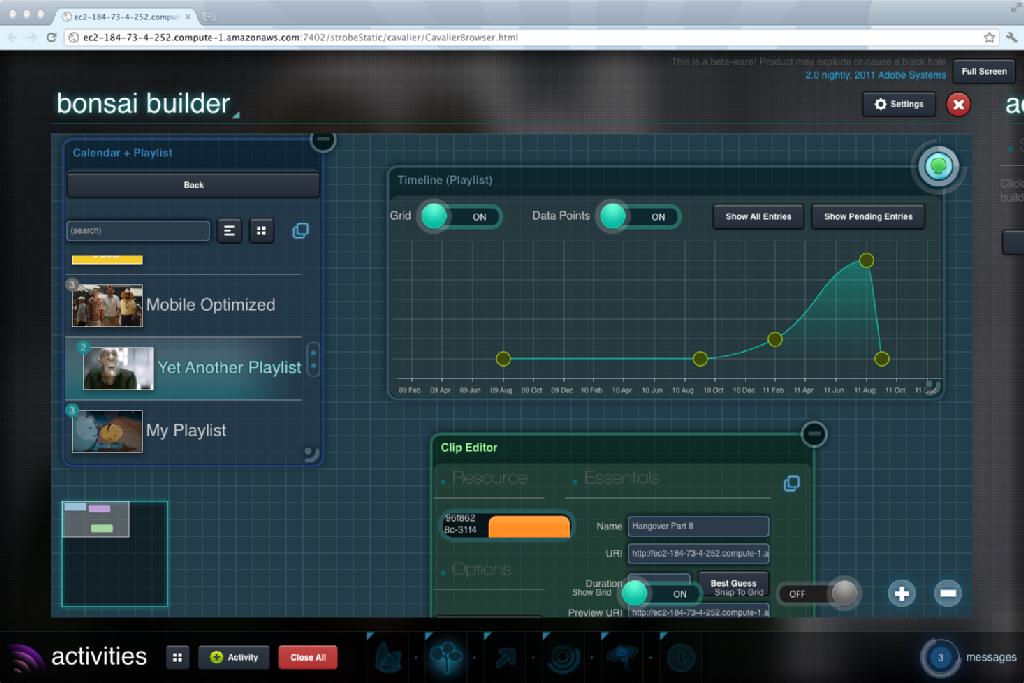 ec2-184-73-4-252.comput
ec2-184-73-4-252.compute-1.amazonaws.com:7402/strobeStatic/cavalier/CavalierBrowser.html
This is a beta-ware! Product may explode or cause a black hole
2.0 nightly, 2011 Adobe Systems
Full Screen
bonsai builder
Settings
Calendar + Playlist
Back
(search)
3
Mobile Optimized
2
Yet Another Playlist
3
My Playlist
Timeline (Playlist)
Grid ON Data Points ON Show All Entries Show Pending Entries
09 Feb 09 Apr 09 Jun 09 Aug 09 Oct 09 Dec 10 Feb 10 Apr 10 Jun 10 Aug 10 Oct 10 Dec 11 Feb 11 Apr 11 Jun 11 Aug 11 Oct 11 Dec
Clip Editor
Resource
Essentials
96f862
8c-31f4
Name Hangover Part II
URI http://ec2-184-73-4-252.compute-1.a
Options
Duration Best Guess
Show Grid ON Snap To Grid OFF
Preview URI http://ec2-184-73-4-252.compute-1.a
Click
build
activities
Activity
Close All
3 messages